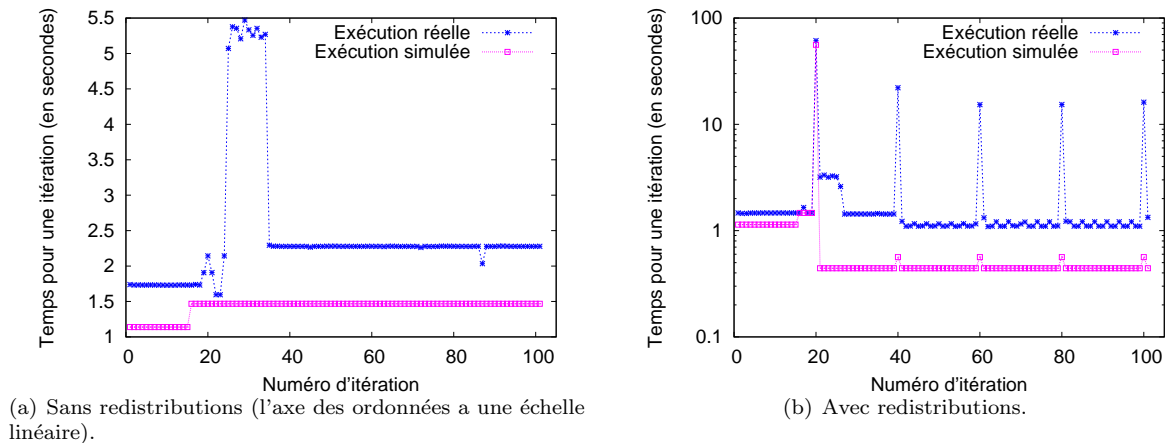 Temps pour une itération (en secondes)
5.5
5
4.5
4
3.5
3
2.5
2
1.5
1
0
20
40
60
80
100
Numéro d'itération
Exécution réelle
Exécution simulée
(a) Sans redistributions (l'axe des ordonnées a une échelle
linéaire).
Temps pour une itération (en secondes)
100
10
1
0.1
0
20
40
60
80
100
Numéro d'itération
Exécution réelle
Exécution simulée
(b) Avec redistributions.